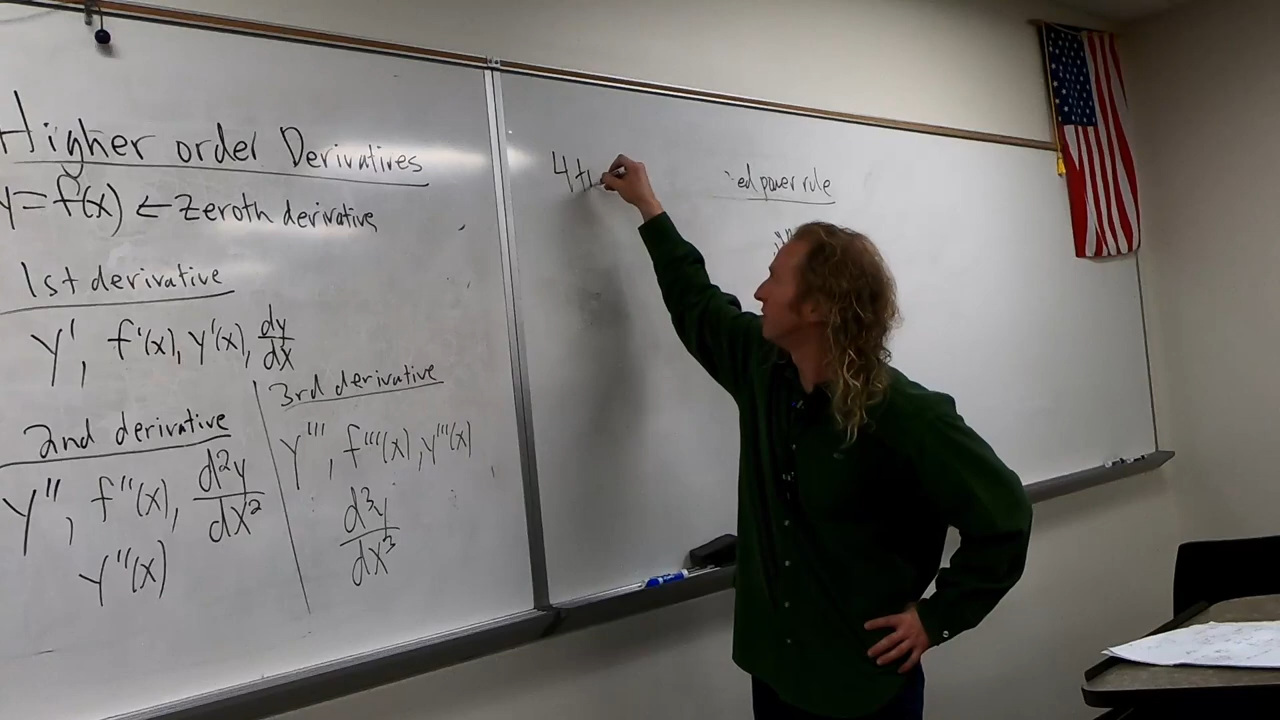 Higher order Derivatives
y = f(x) ← Zeroth derivative
1st derivative
y', f'(x), y'(x), dy/dx
2nd derivative
y'', f''(x), d²y/dx²
y''(x)
3rd derivative
y''', f'''(x), y'''(x)
d³y/dx³
4th
ed power rule